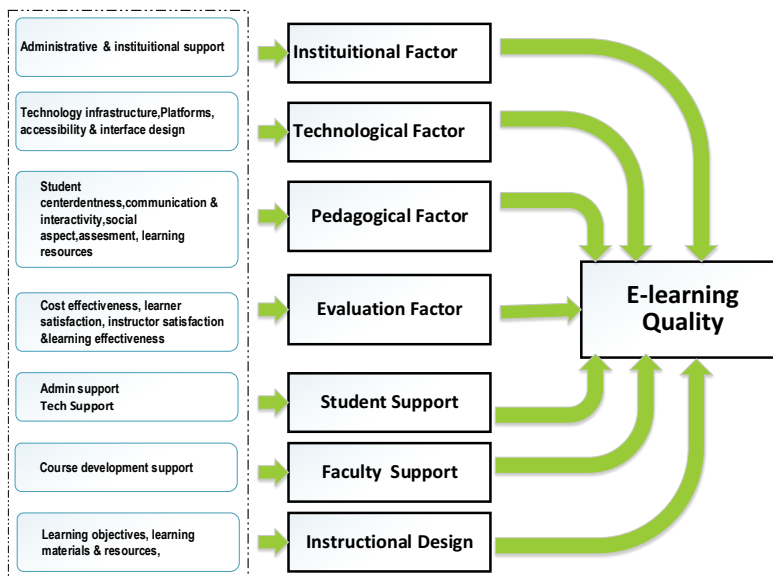 Administrative & instituitional support
Instituitional Factor
Technology infrastructure,Platforms,
accessibility & interface design
Technological Factor
Student
centerdentness,communication &
interactivity,social
aspect,assesment, learning
resources
Pedagogical Factor
Cost effectiveness, learner
satisfaction, instructor satisfaction
&learning effectiveness
Evaluation Factor
E-learning
Quality
Admin support
Tech Support
Student Support
Course development support
Faculty Support
Learning objectives, learning
materials & resources,
Instructional Design